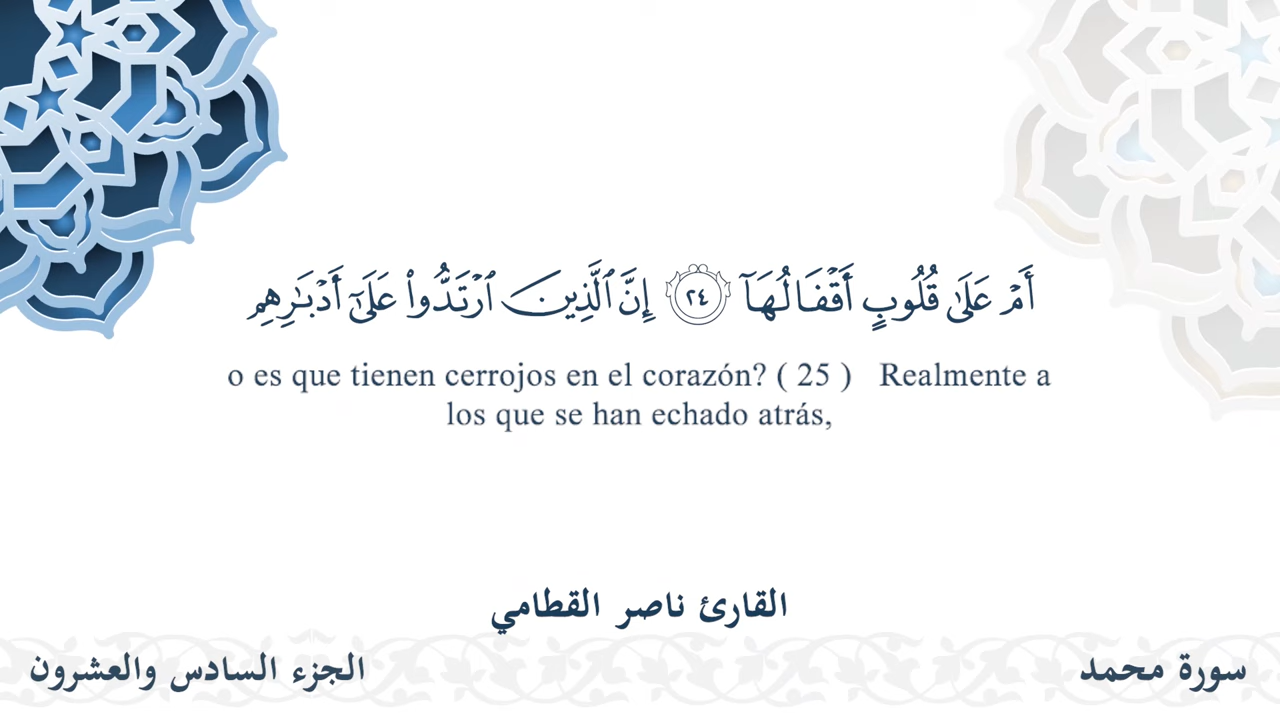 أَمْ عَلَىٰ قُلُوبٍ أَقْفَالُهَآ ٢٤ إِنَّ ٱلَّذِينَ ٱرْتَدُّوا۟ عَلَىٰٓ أَدْبَـٰرِهِم
o es que tienen cerrojos en el corazón? ( 25 ) Realmente a
los que se han echado atrás,
القارئ ناصر القطامي
سورة محمد
الجزء السادس والعشرون